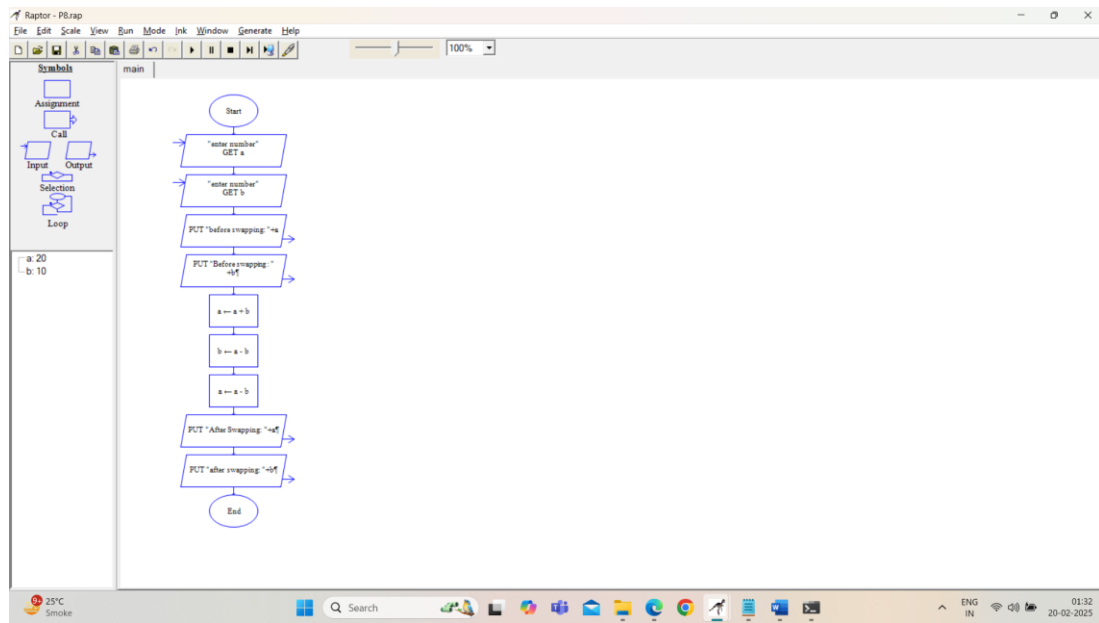 Raptor - P8.rap
File Edit Scale View Run Mode Ink Window Generate Help
100%
Symbols
Assignment
Call
Input Output
Selection
Loop
a: 20
b: 10
main
Start
"enter number"
GET a
"enter number"
GET b
PUT "before swapping: "+a
PUT "Before swapping: "
+b¶
a ← a + b
b ← a - b
a ← a - b
PUT "After Swapping: "+a¶
PUT "after swapping: "+b¶
End
9+
25°C
Smoke
Search
ENG
IN
01:32
20-02-2025